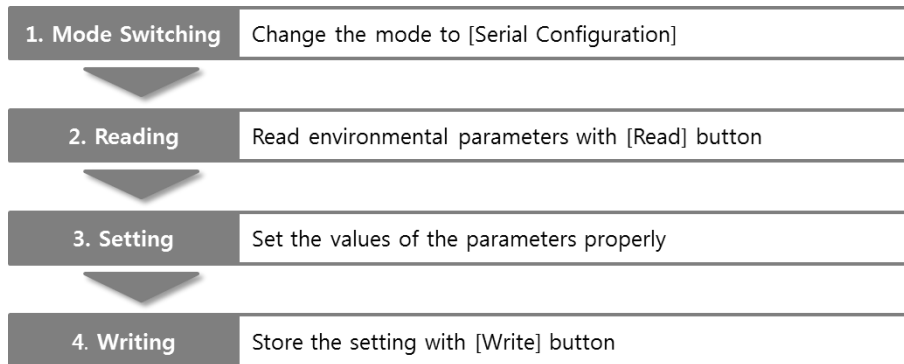 1. Mode Switching Change the mode to [Serial Configuration]
2. Reading Read environmental parameters with [Read] button
3. Setting Set the values of the parameters properly
4. Writing Store the setting with [Write] button